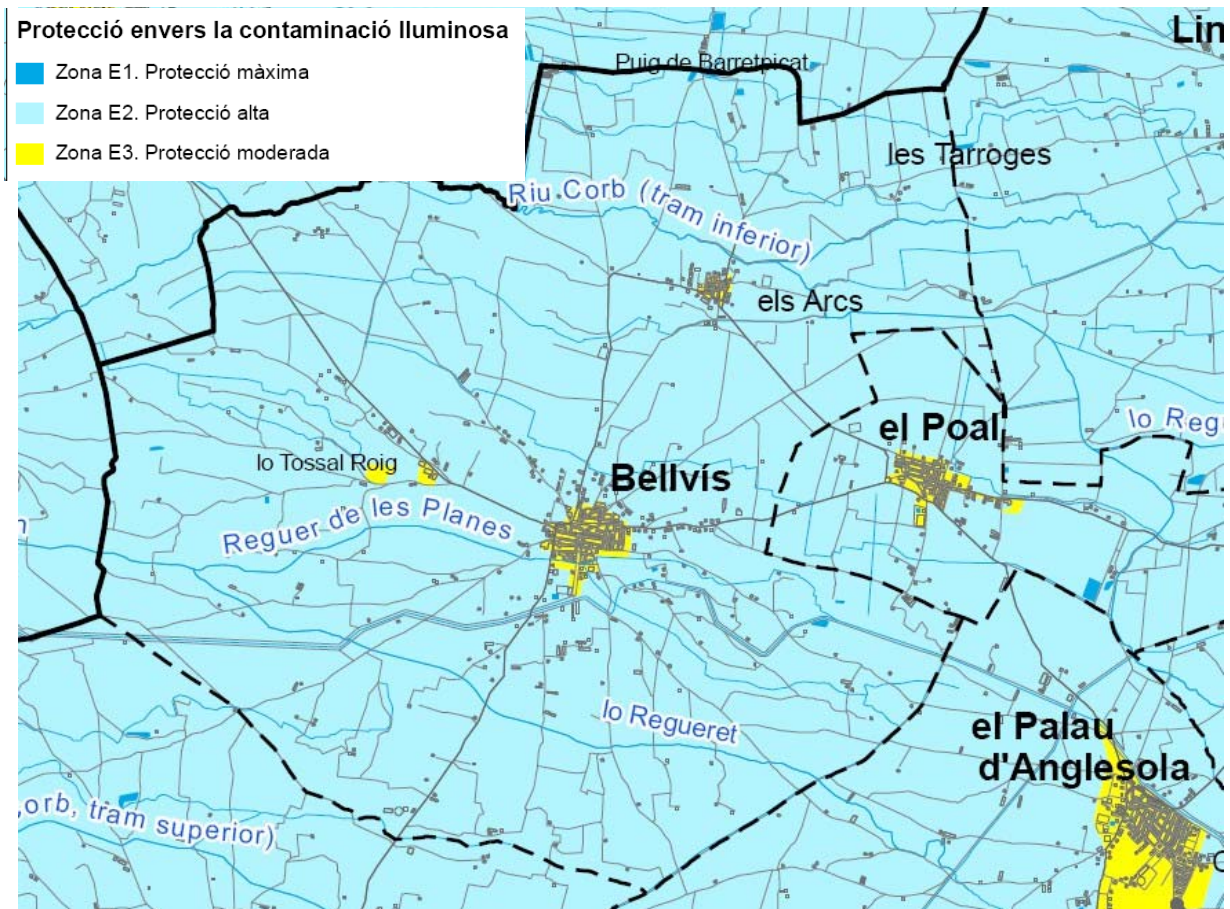 Protecció envers la contaminació lluminosa
Zona E1. Protecció màxima
Zona E2. Protecció alta
Zona E3. Protecció moderada
Lin
Puig de Barretpicat
les Tarroges
Riu Corb (tram inferior)
els Arcs
el Poal
lo Regu
lo Tossal Roig
Bellvís
Reguer de les Planes
n
lo Regueret
el Palau
d'Anglesola
orb, tram superior)